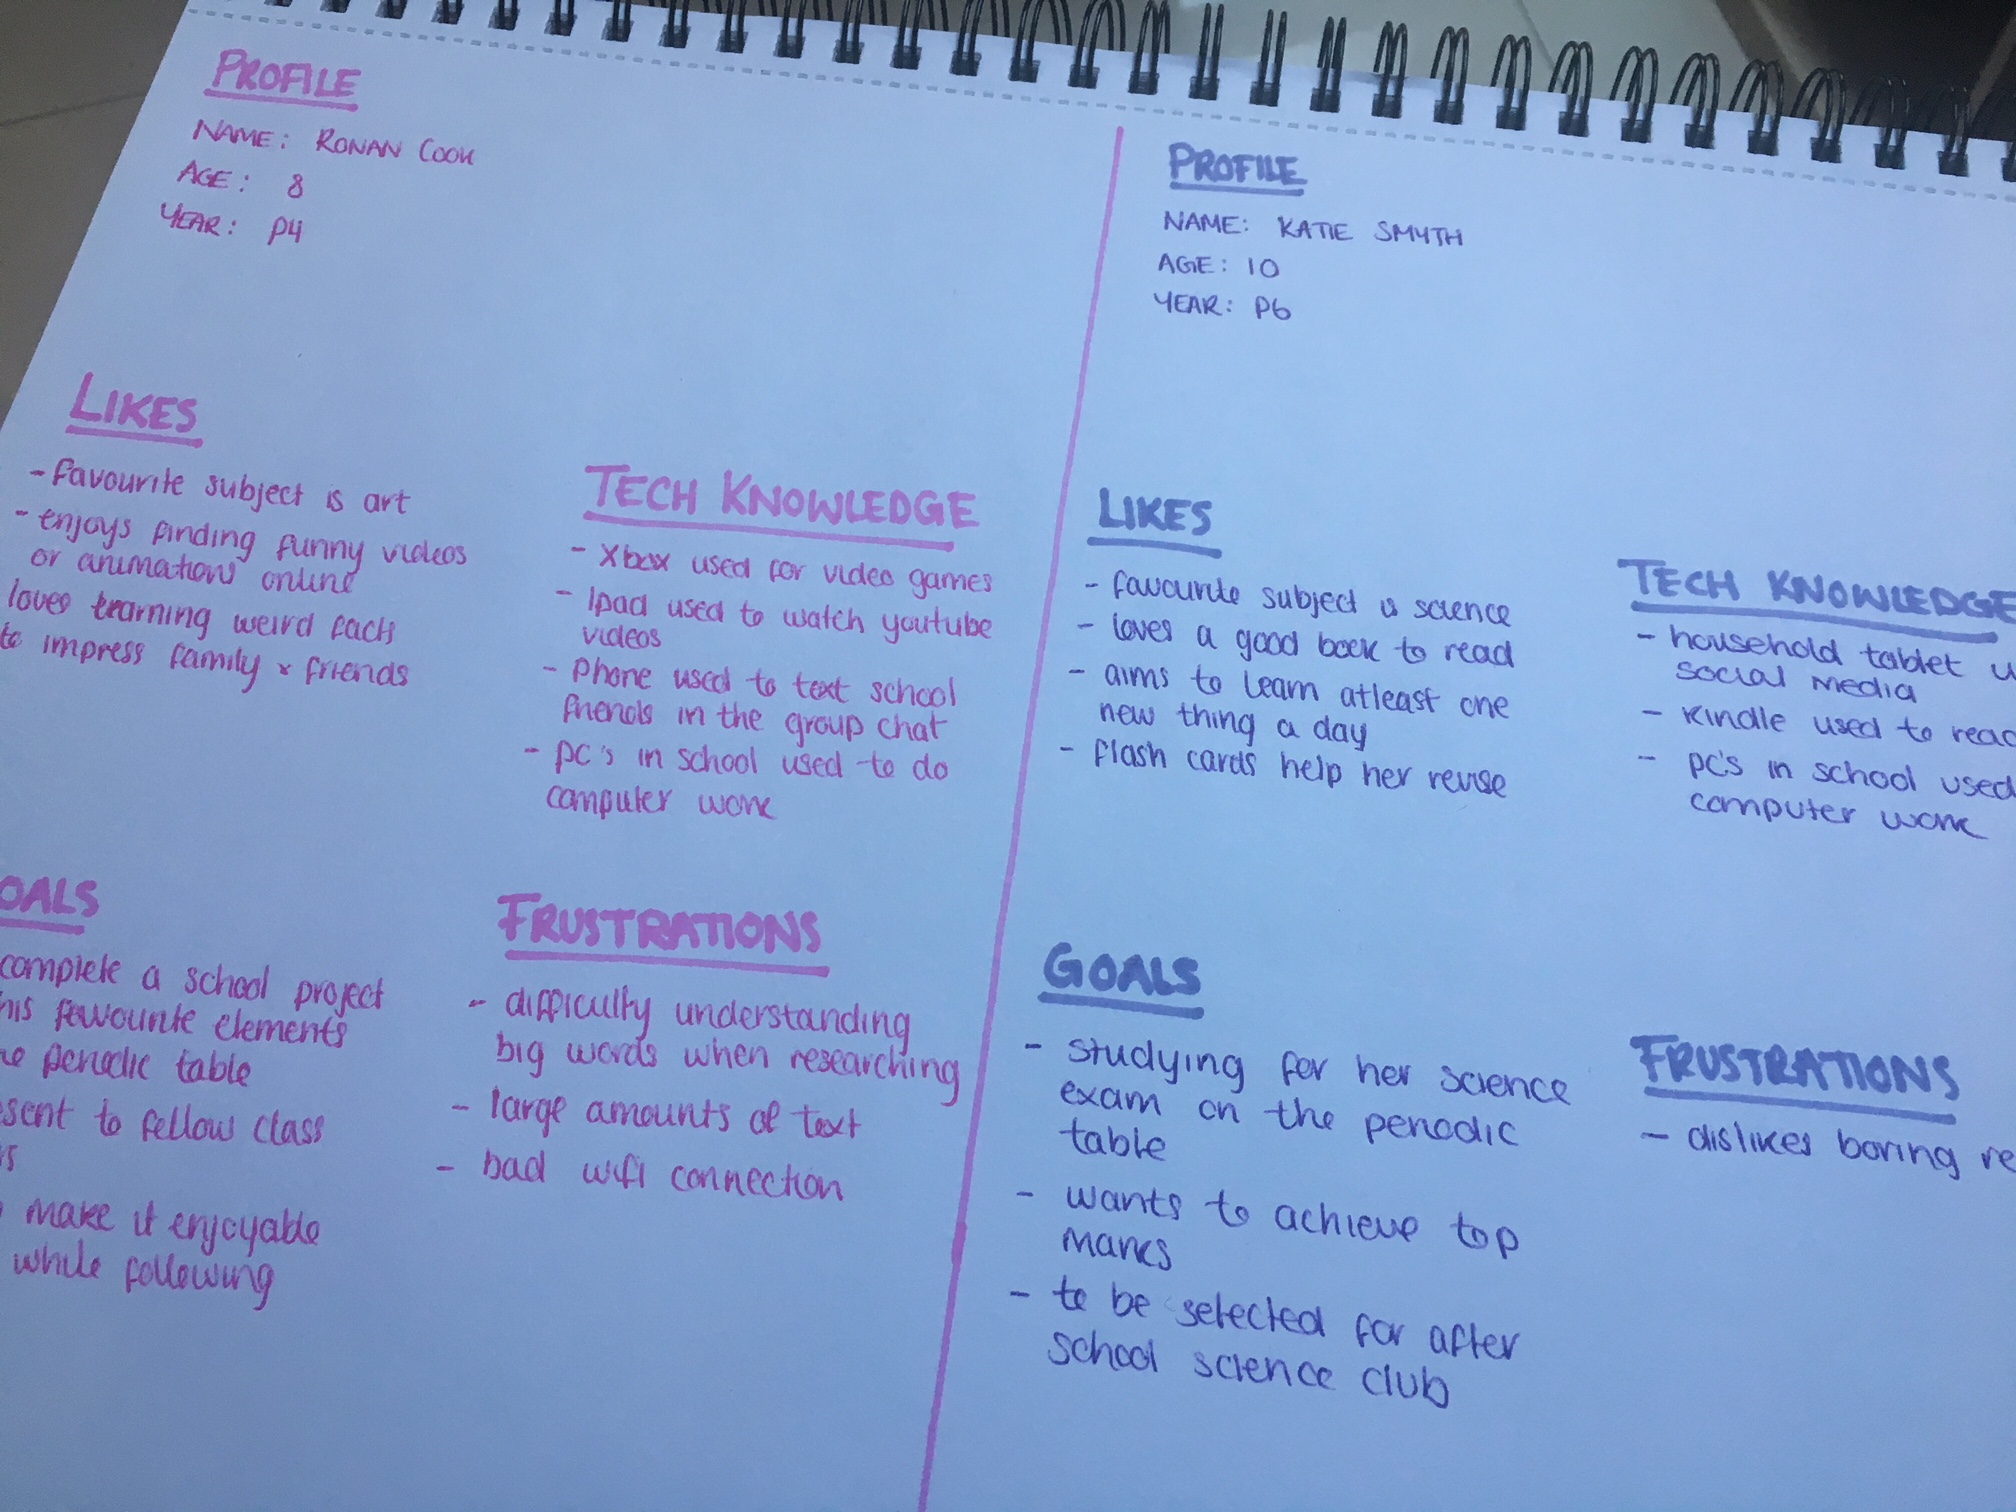 PROFILE
NAME: RONAN COOK
AGE: 8
YEAR: P4
LIKES
- favourite subject is art
- enjoys finding funny videos
or animations online
loves learning weird facts
to impress family & friends
TECH KNOWLEDGE
- Xbox used for video games
- Ipad used to watch youtube
videos
- Phone used to text school
friends in the group chat
- pc's in school used to do
computer work
OALS
complete a school project
his favourite elements
periodic table
sent to fellow class
make it enjoyable
while following
FRUSTRATIONS
- difficulty understanding
big words when researching
- large amounts of text
- bad wifi connection
PROFILE
NAME: KATIE SMYTH
AGE: 10
YEAR: P6
LIKES
- favourite subject is science
- loves a good book to read
- aims to learn atleast one
new thing a day
- flash cards help her revise
TECH KNOWLEDGE
- household tablet
social media
- Kindle used to read
- pc's in school used
computer work
GOALS
- studying for her science
exam on the periodic
table
- wants to achieve top
marks
- to be selected for after
school science club
FRUSTRATIONS
- dislikes boring re